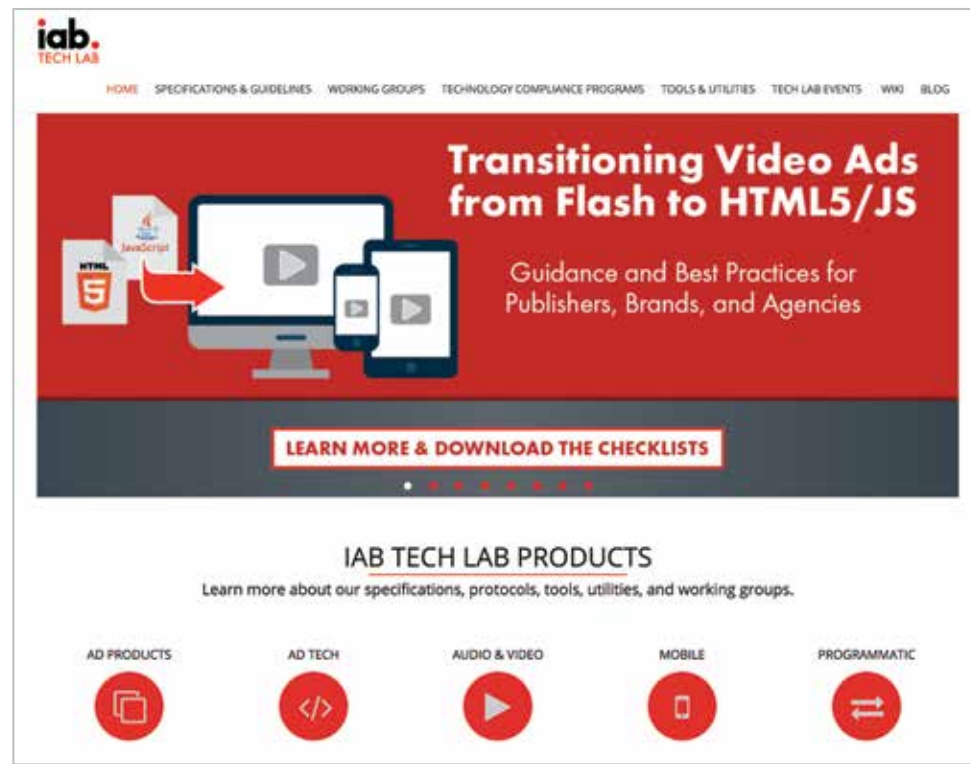 iab.
TECH LAB
HOME SPECIFICATIONS & GUIDELINES WORKING GROUPS TECHNOLOGY COMPLIANCE PROGRAMS TOOLS & UTILITIES TECH LAB EVENTS WIKI BLOG
Transitioning Video Ads
from Flash to HTML5/JS
JavaScript
HTML
5
Guidance and Best Practices for
Publishers, Brands, and Agencies
LEARN MORE & DOWNLOAD THE CHECKLISTS
IAB TECH LAB PRODUCTS
Learn more about our specifications, protocols, tools, utilities, and working groups.
AD PRODUCTS AD TECH AUDIO & VIDEO MOBILE PROGRAMMATIC